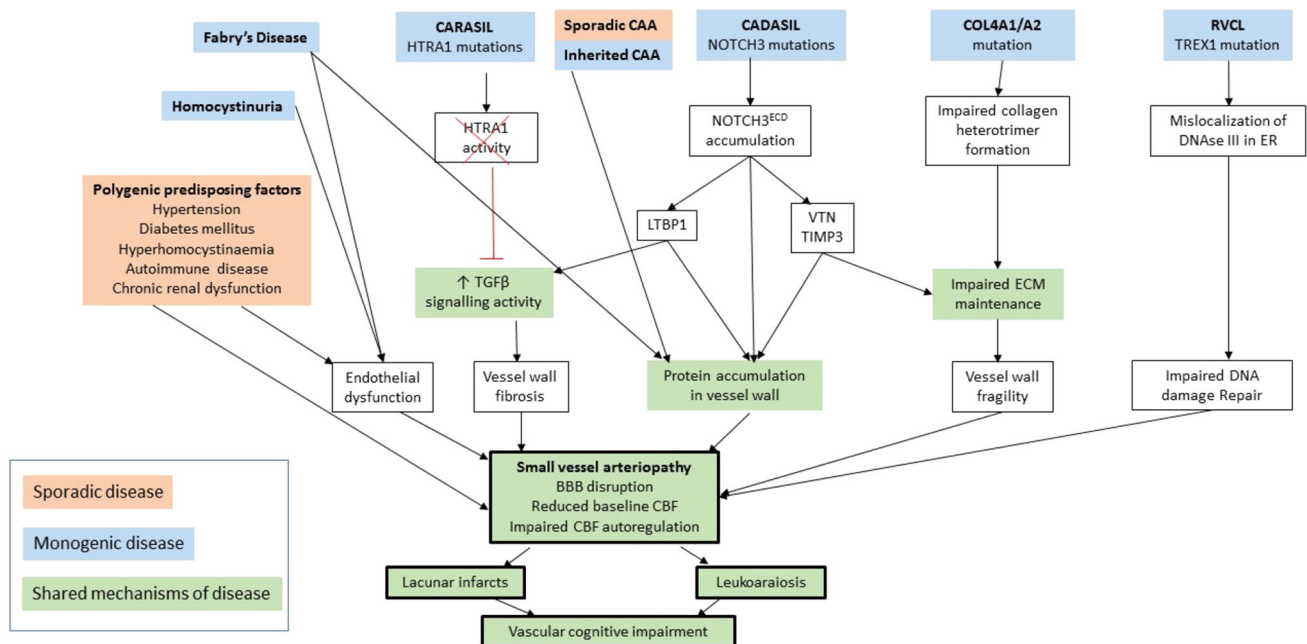 Fabry's Disease
Homocystinuria
CARASIL
HTRA1 mutations
Sporadic CAA
Inherited CAA
CADASIL
NOTCH3 mutations
COL4A1/A2
mutation
RVCL
TREX1 mutation
HTRA1
activity
NOTCH3ᴱᶜᴰ
accumulation
Impaired collagen
heterotrimer
formation
Mislocalization of
DNAse III in ER
Polygenic predisposing factors
Hypertension
Diabetes mellitus
Hyperhomocystinaemia
Autoimmune disease
Chronic renal dysfunction
LTBP1
VTN
TIMP3
↑ TGFβ
signalling activity
Impaired ECM
maintenance
Endothelial
dysfunction
Vessel wall
fibrosis
Protein accumulation
in vessel wall
Vessel wall
fragility
Impaired DNA
damage Repair
Small vessel arteriopathy
BBB disruption
Reduced baseline CBF
Impaired CBF autoregulation
Lacunar infarcts
Leukoaraiosis
Vascular cognitive impairment
Sporadic disease
Monogenic disease
Shared mechanisms of disease